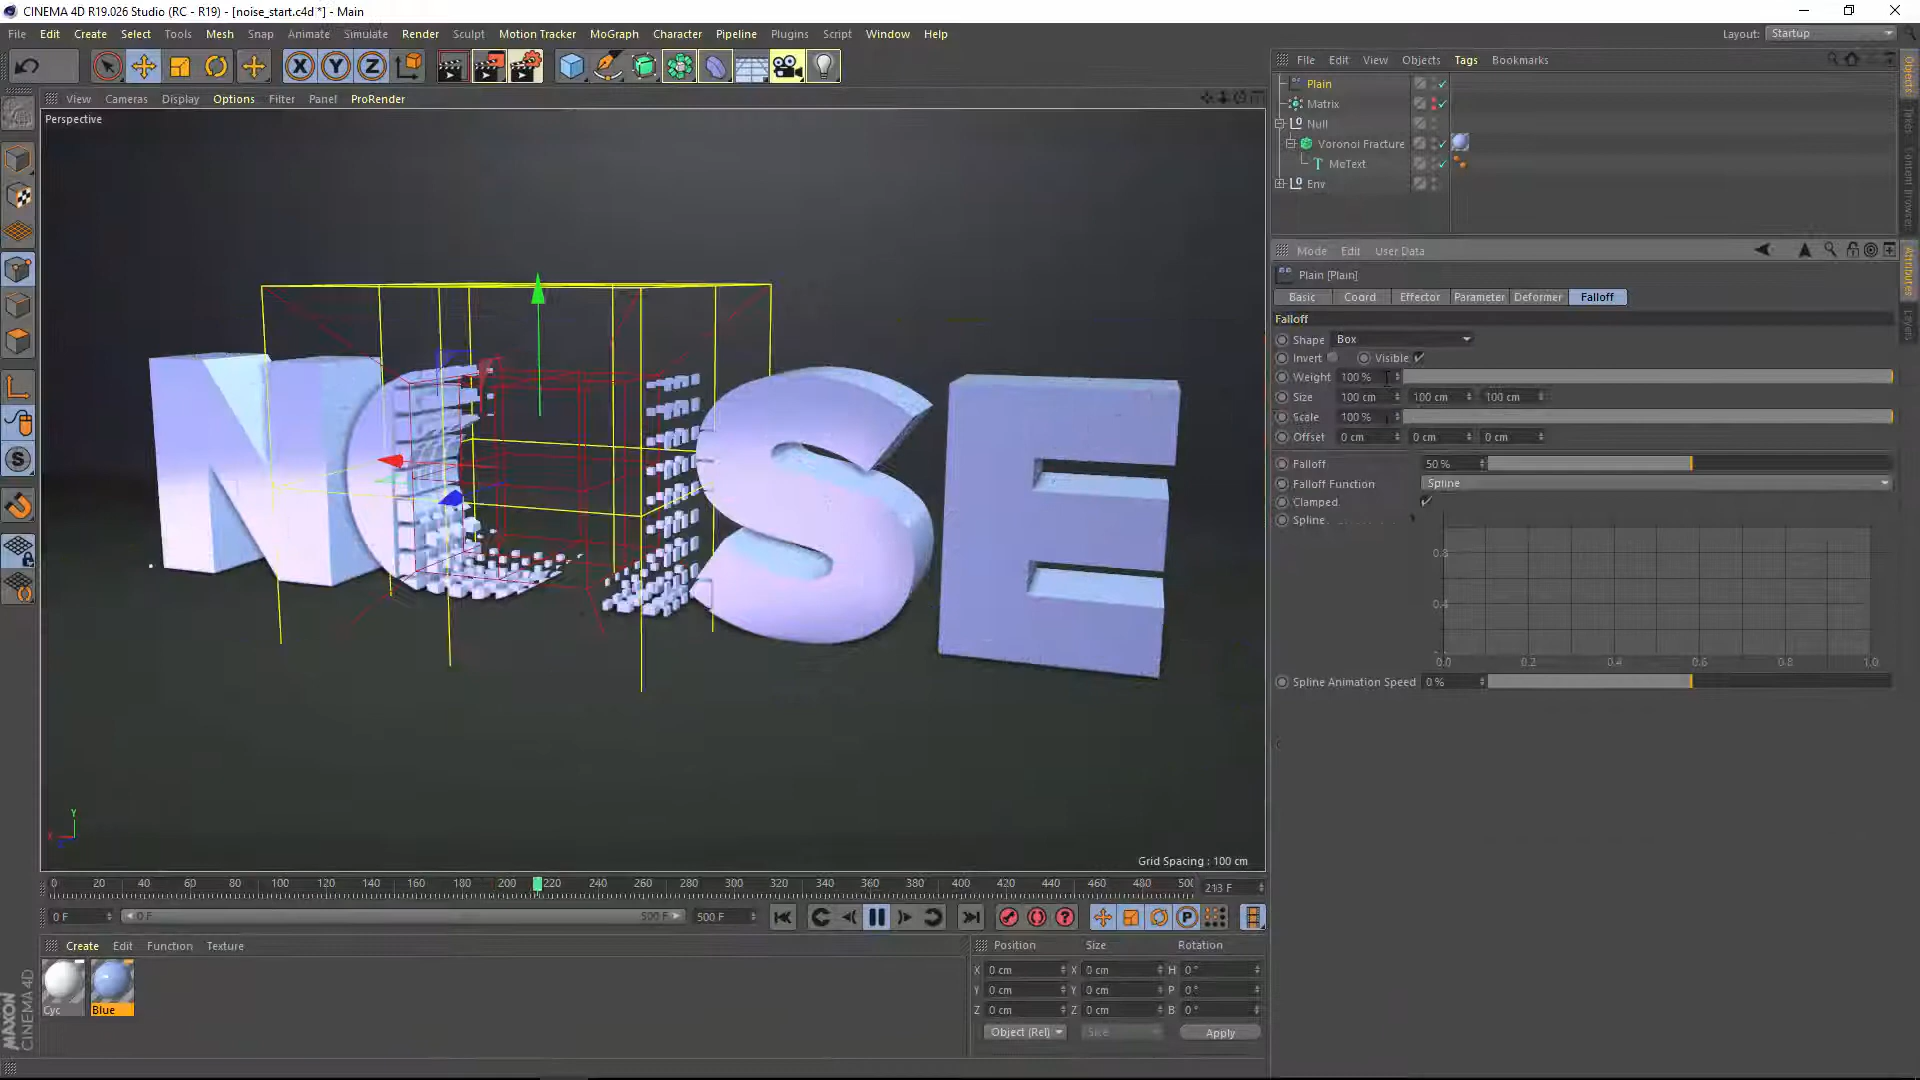 CINEMA 4D R19.026 Studio (RC - R19) - [noise_start.c4d *] - Main
File Edit Create Select Tools Mesh Snap Animate Simulate Render Sculpt Motion Tracker MoGraph Character Pipeline Plugins Script Window Help
Layout: Startup
X Y Z
View Cameras Display Options Filter Panel ProRender
File Edit View Objects Tags Bookmarks
Perspective
Plain
Matrix
Null
Voronoi Fracture
MoText
Env
Objects
Takes
Content Browser
Attributes
Layers
Mode Edit User Data
Plain [Plain]
Basic Coord. Effector Parameter Deformer Falloff
Falloff
Shape Box
Invert Visible
Weight 100 %
Size 100 cm 100 cm 100 cm
Scale 100 %
Offset 0 cm 0 cm 0 cm
Falloff 50 %
Falloff Function Spline
Clamped
Spline
0.8
0.4
0.0 0.2 0.4 0.6 0.8 1.0
Spline Animation Speed 0 %
NOISE
S
Y
X
Grid Spacing : 100 cm
0 20 40 60 80 100 120 140 160 180 200 220 240 260 280 300 320 340 360 380 400 420 440 460 480 500
213 F
0 F 0 F 500 F 500 F
P
Create Edit Function Texture
Position Size Rotation
X 0 cm X 0 cm H 0 °
Y 0 cm Y 0 cm P 0 °
Z 0 cm Z 0 cm B 0 °
Object (Rel) Size Apply
Cyc Blue
MAXON
CINEMA 4D